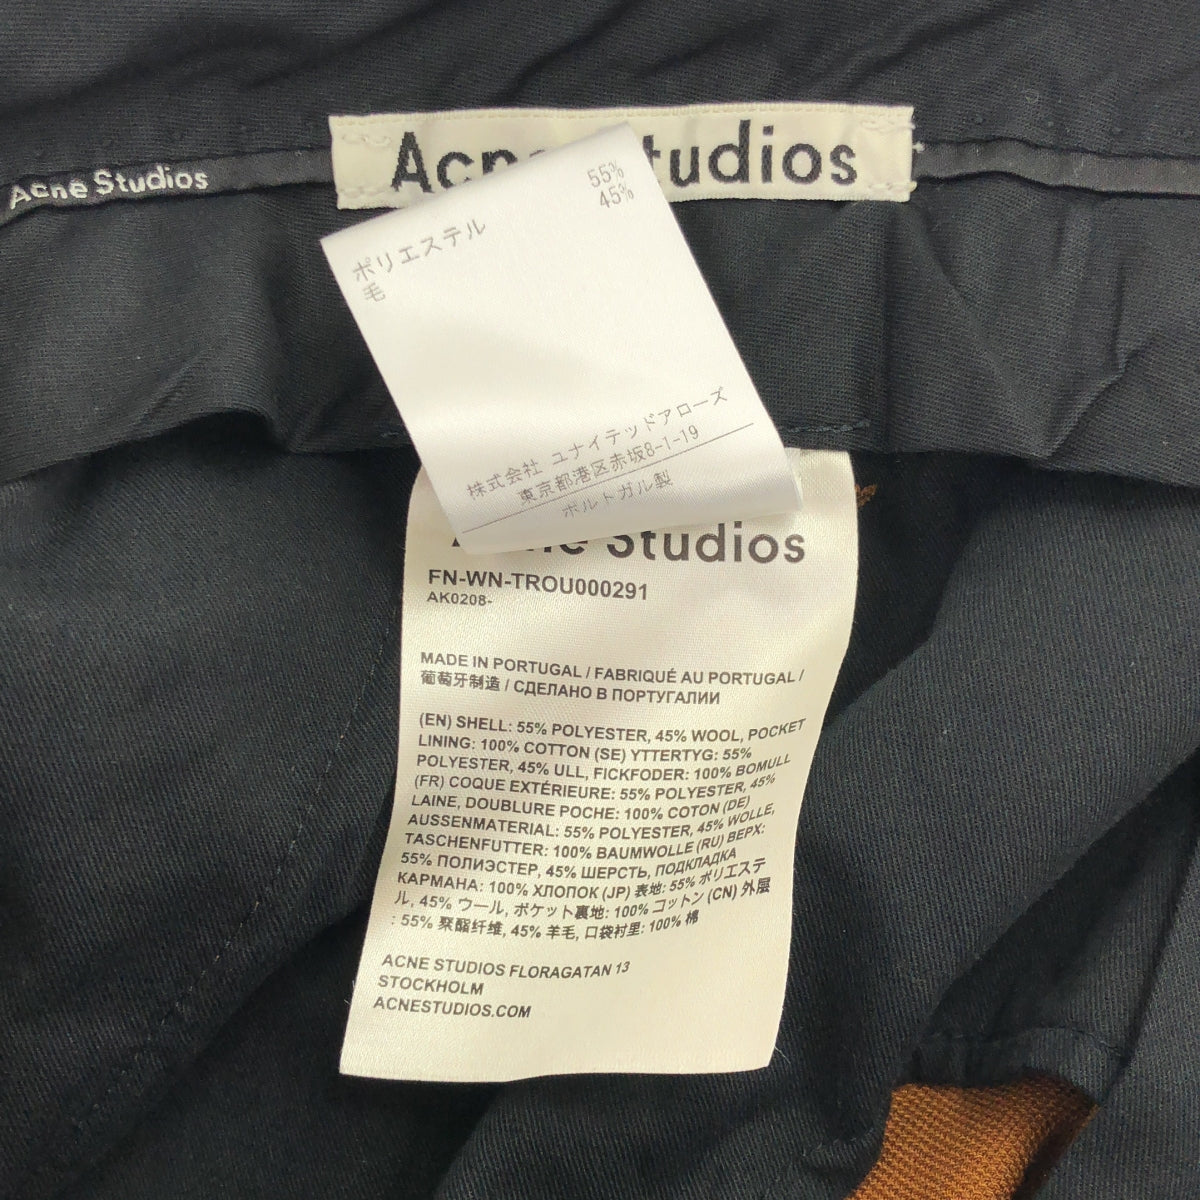 Acne Studios
Acne Studios
ポリエステル 55%
毛 45%
株式会社 ユナイテッドアローズ
東京都港区赤坂8-1-19
ポルトガル製
Acne Studios
FN-WN-TROU000291
AK0208-
MADE IN PORTUGAL / FABRIQUÉ AU PORTUGAL /
葡萄牙制造 / СДЕЛАНО В ПОРТУГАЛИИ
(EN) SHELL: 55% POLYESTER, 45% WOOL, POCKET
LINING: 100% COTTON (SE) YTTERTYG: 55%
POLYESTER, 45% ULL, FICKFODER: 100% BOMULL
(FR) COQUE EXTÉRIEURE: 55% POLYESTER, 45%
LAINE, DOUBLURE POCHE: 100% COTON (DE)
AUSSENMATERIAL: 55% POLYESTER, 45% WOLLE,
TASCHENFUTTER: 100% BAUMWOLLE (RU) ВЕРХ:
55% ПОЛИЭСТЕР, 45% ШЕРСТЬ, ПОДКЛАДКА
КАРМАНА: 100% ХЛОПОК (JP) 表地: 55% ポリエステ
ル, 45% ウール, ポケット裏地: 100% コットン (CN) 外层
: 55% 聚酯纤维, 45% 羊毛, 口袋衬里: 100% 棉
ACNE STUDIOS FLORAGATAN 13
STOCKHOLM
ACNESTUDIOS.COM